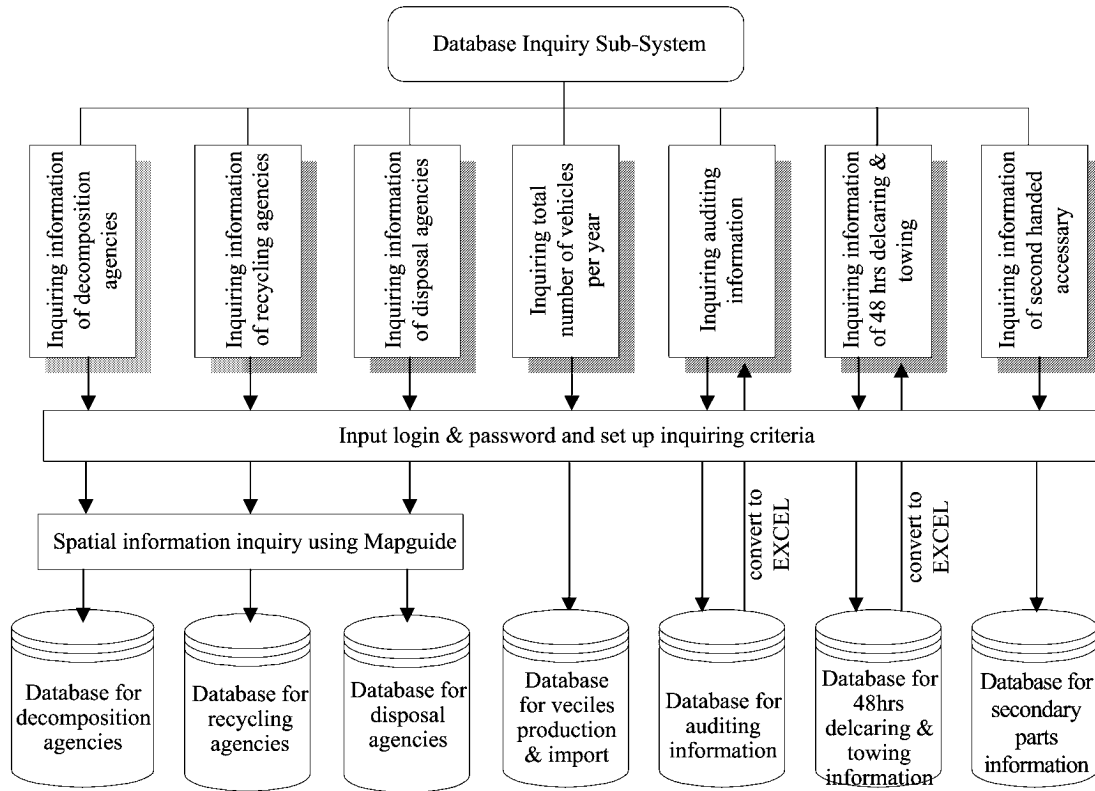 Database Inquiry Sub-System
Inquiring information
of decomposition
agencies
Inquiring information
of recycling agencies
Inquiring information
of disposal agencies
Inquiring total
number of vehicles
per year
Inquiring auditing
information
Inquiring information
of 48 hrs delcaring &
towing
Inquiring information
of second handed
accessary
Input login & password and set up inquiring criteria
Spatial information inquiry using Mapguide
convert to
EXCEL
convert to
EXCEL
Database for
decomposition
agencies
Database for
recycling
agencies
Database for
disposal
agencies
Database
for veciles
production
& import
Database for
auditing
information
Database for
48hrs
delcaring &
towing
information
Database for
secondary
parts
information